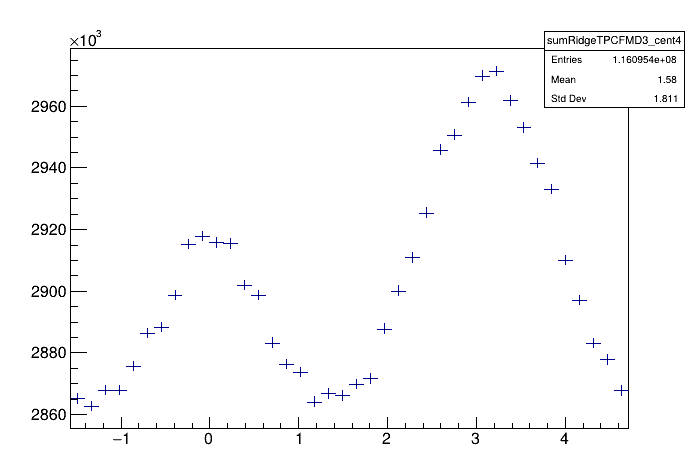 ×10³
sumRidgeTPCFMD3_cent4
Entries 1.160954e+08
Mean 1.58
Std Dev 1.811
2960
2940
2920
2900
2880
2860
−1 0 1 2 3 4